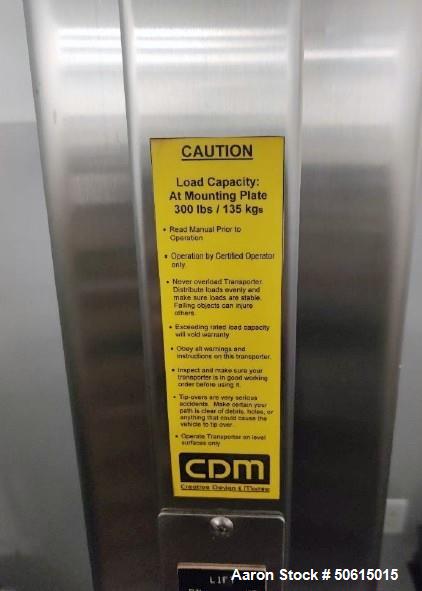 CAUTION
Load Capacity:
At Mounting Plate
300 lbs / 135 kgs
• Read Manual Prior to
Operation
• Operation by Certified Operator
only.
• Never overload Transporter.
Distribute loads evenly and
make sure loads are stable.
Falling objects can injure
others.
• Exceeding rated load capacity
will void warranty
• Obey all warnings and
instructions on this transporter.
• Inspect and make sure your
transporter is in good working
order before using it.
• Tip-overs are very serious
accidents. Make certain your
path is clear of debris, holes, or
anything that could cause the
vehicle to tip over.
• Operate Transporter on level
surfaces only
CDM
Creative Design & Mac
LIFT
Aaron Stock # 50615015